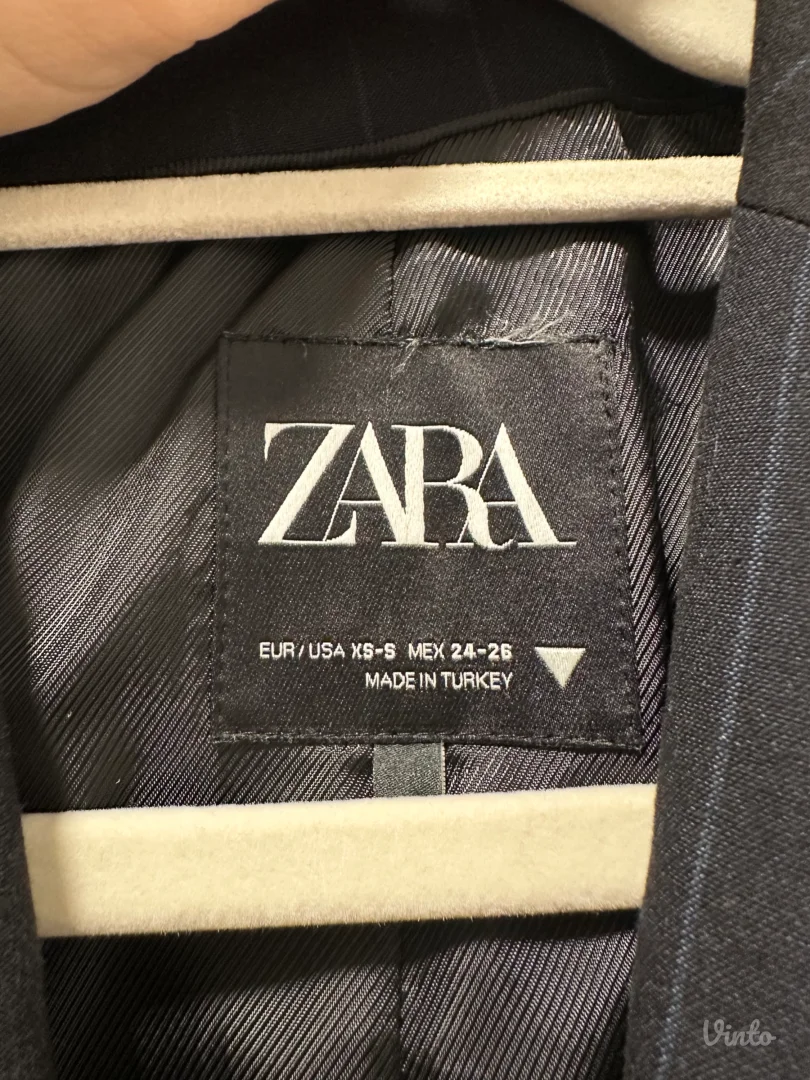 ZARA
EUR/USA XS-S MEX 24-26
MADE IN TURKEY
Vinto